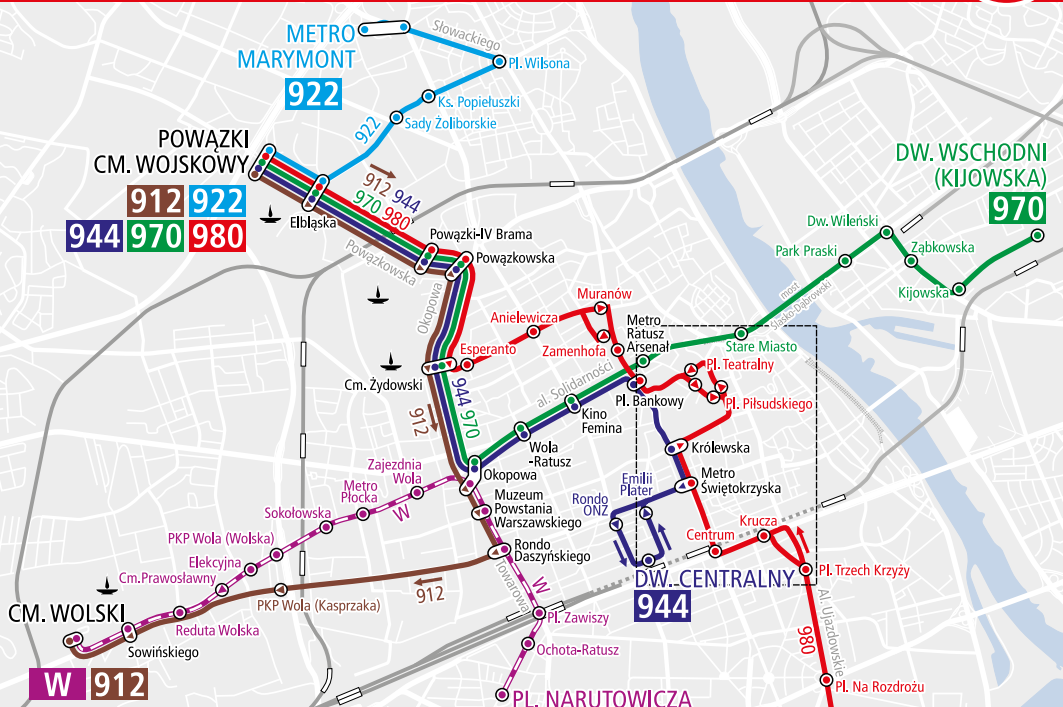 METRO
MARYMONT
922
Słowackiego
Pl. Wilsona
Ks. Popiełuszki
Sady Żoliborskie
922
POWĄZKI
CM. WOJSKOWY
912 922
944 970 980
912 944
970 980
Elbląska
Powązkowska
Powązki-IV Brama
Powązkowska
Okopowa
DW. WSCHODNI
(KIJOWSKA)
970
Dw. Wileński
Park Praski
Ząbkowska
Kijowska
most
Śląsko-Dąbrowski
Muranów
Anielewicza
Zamenhofa
Esperanto
Metro
Ratusz
Arsenał
Stare Miasto
Pl. Teatralny
Pl. Piłsudskiego
al. Solidarności
Pl. Bankowy
Cm. Żydowski
944 970
912
Kino
Femina
Wola
-Ratusz
Królewska
Okopowa
Metro
Świętokrzyska
Emilii
Plater
Rondo
ONZ
Zajezdnia
Wola
Metro
Płocka
W
Muzeum
Powstania
Warszawskiego
Sokołowska
PKP Wola (Wolska)
Elekcyjna
Cm.Prawosławny
Rondo
Daszyńskiego
Krucza
Centrum
Pl. Trzech Krzyży
DW. CENTRALNY
944
Towarowa
W
912
PKP Wola (Kasprzaka)
CM. WOLSKI
Reduta Wolska
Sowińskiego
W 912
Pl. Zawiszy
Ochota-Ratusz
PL. NARUTOWICZA
Al. Ujazdowskie
980
Pl. Na Rozdrożu